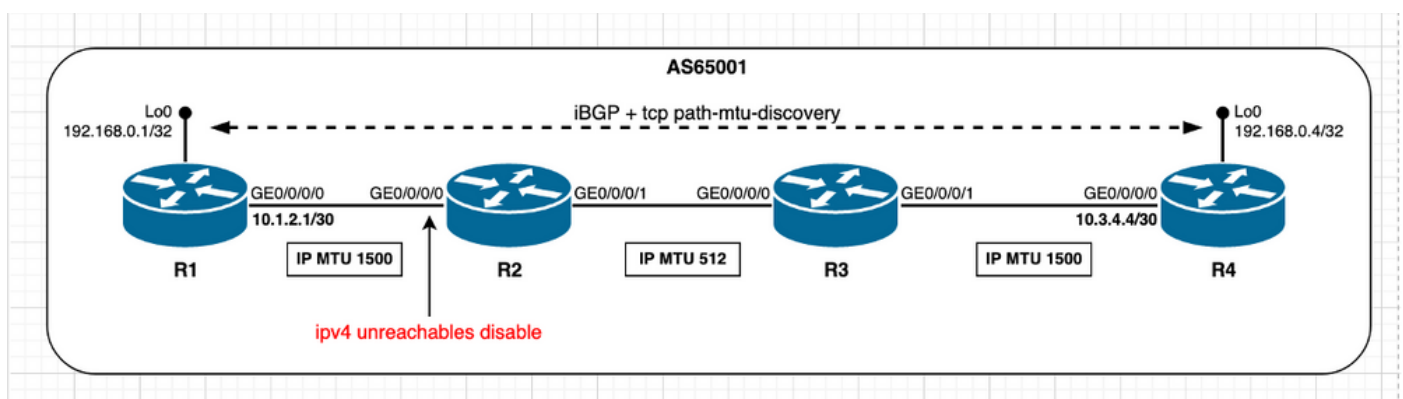 AS65001
iBGP + tcp path-mtu-discovery
Lo0
192.168.0.1/32
Lo0
192.168.0.4/32
GE0/0/0/0
GE0/0/0/0
GE0/0/0/1
GE0/0/0/0
GE0/0/0/1
GE0/0/0/0
10.1.2.1/30
10.3.4.4/30
IP MTU 1500
IP MTU 512
IP MTU 1500
R1
R2
R3
R4
ipv4 unreachables disable